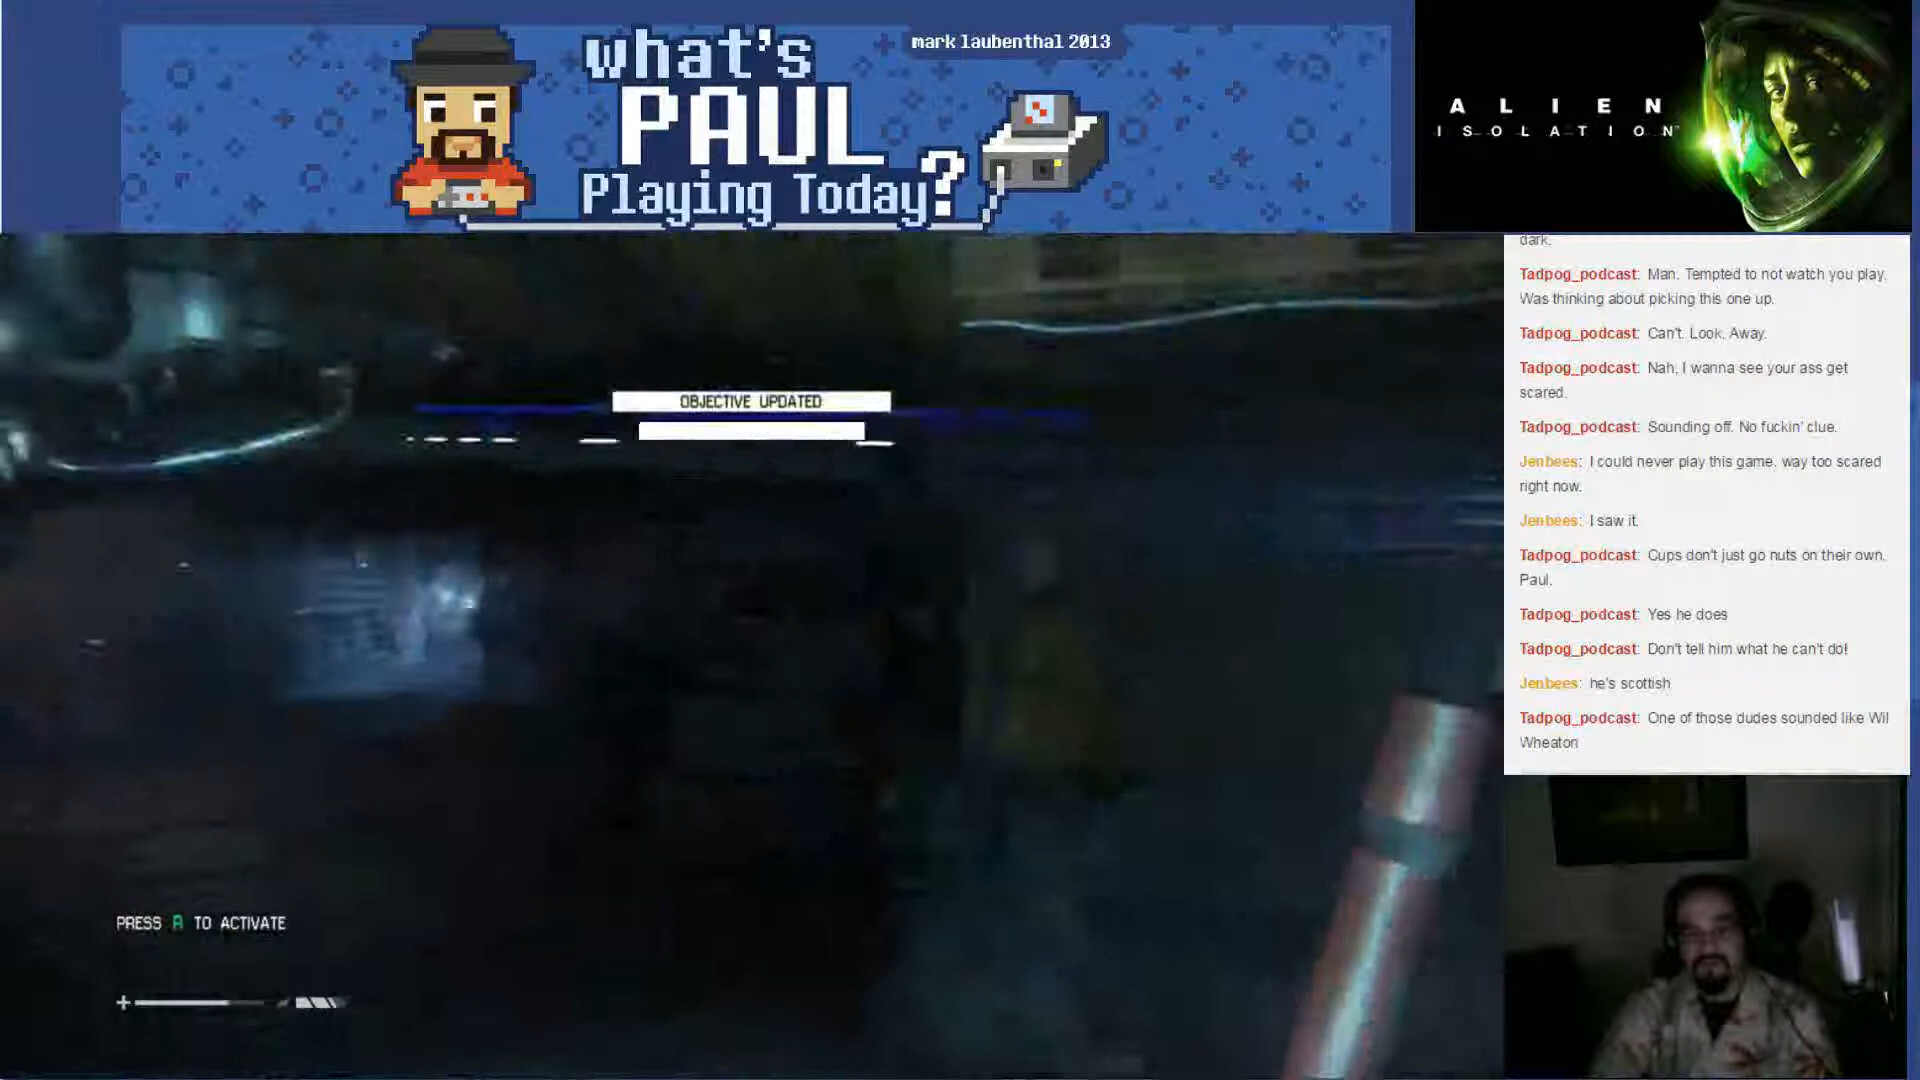 what's
PAUL
Playing Today?
mark laubenthal 2013
ALIEN
ISOLATION
dark.
Tadpog_podcast: Man. Tempted to not watch you play.
Was thinking about picking this one up.
Tadpog_podcast: Can't. Look. Away.
Tadpog_podcast: Nah, I wanna see your ass get
scared.
Tadpog_podcast: Sounding off. No fuckin' clue.
Jenbees: I could never play this game. way too scared
right now.
Jenbees: I saw it.
Tadpog_podcast: Cups don't just go nuts on their own,
Paul.
Tadpog_podcast: Yes he does
Tadpog_podcast: Don't tell him what he can't do!
Jenbees: he's scottish
Tadpog_podcast: One of those dudes sounded like Wil
Wheaton
OBJECTIVE UPDATED
PRESS A TO ACTIVATE